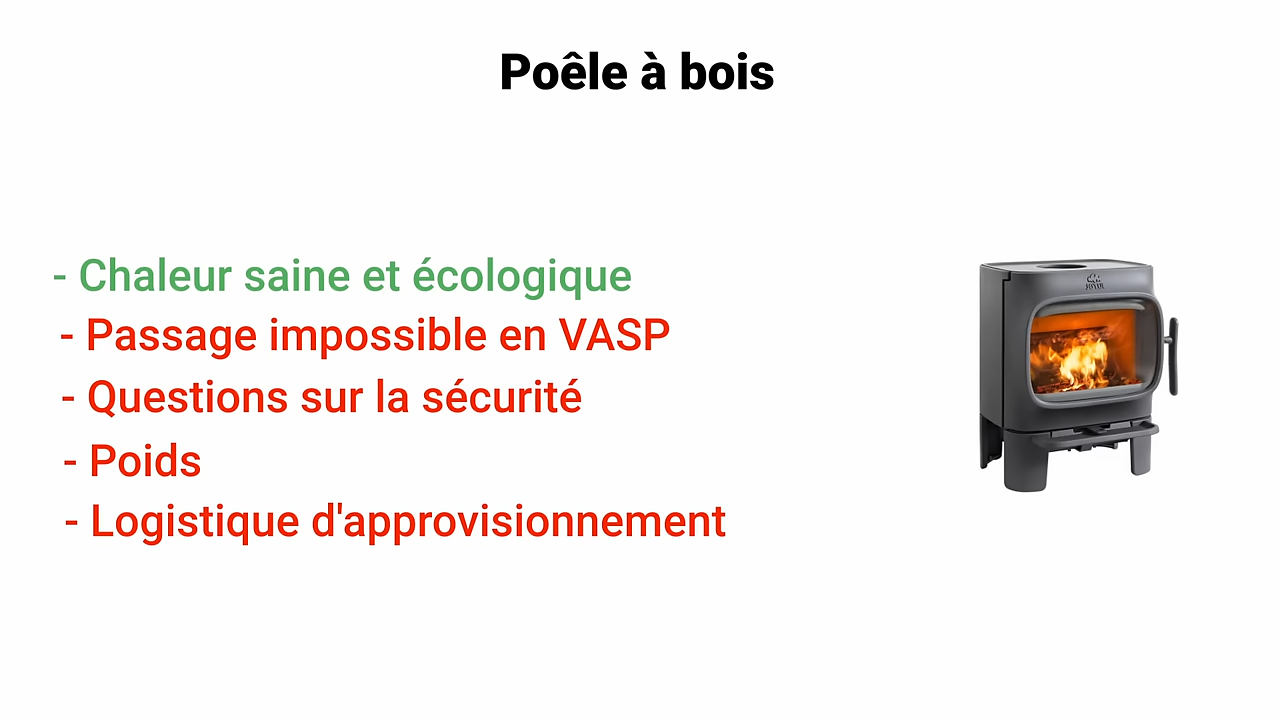 Poêle à bois
- Chaleur saine et écologique
- Passage impossible en VASP
- Questions sur la sécurité
- Poids
- Logistique d'approvisionnement